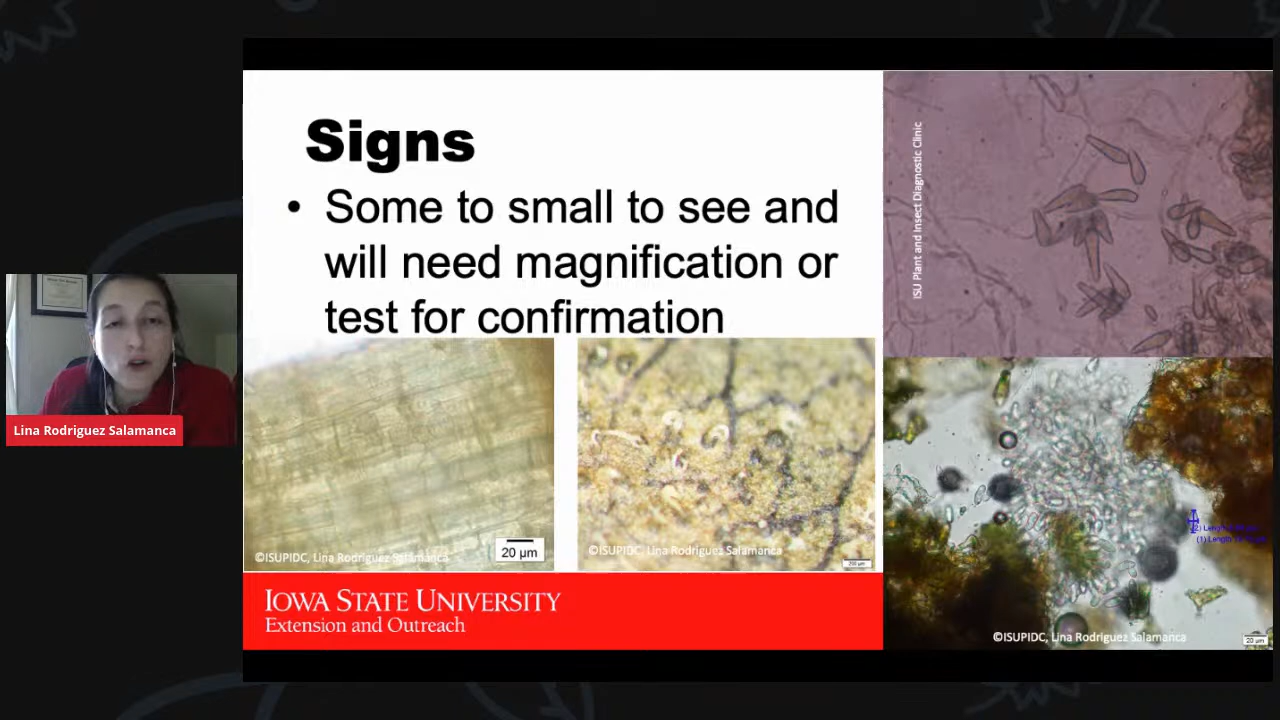 Signs
• Some to small to see and
will need magnification or
test for confirmation
ISU Plant and Insect Diagnostic Clinic
Lina Rodriguez Salamanca
©ISUPIDC, Lina Rodriguez Salamanca
20 µm
©ISUPIDC, Lina Rodriguez Salamanca
©ISUPIDC, Lina Rodriguez Salamanca
20 µm
IOWA STATE UNIVERSITY
Extension and Outreach